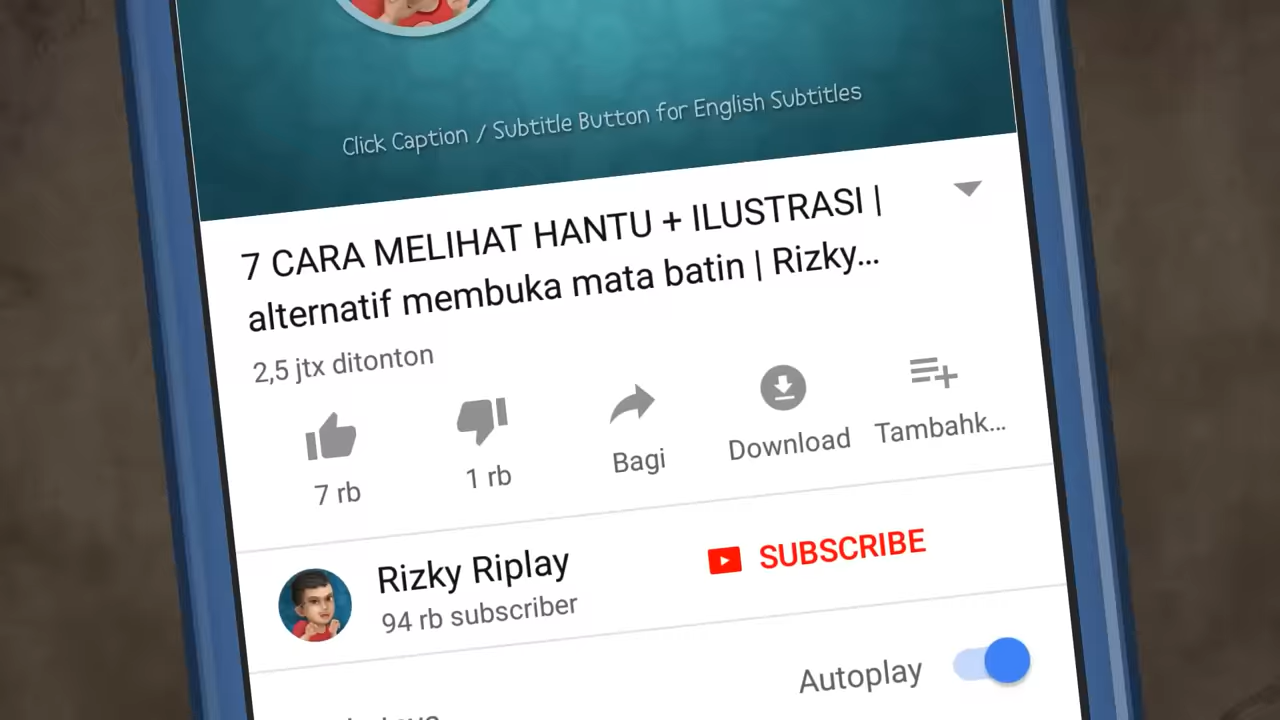 Click Caption / Subtitle Button for English Subtitles
7 CARA MELIHAT HANTU + ILUSTRASI |
alternatif membuka mata batin | Rizky...
2,5 jtx ditonton
7 rb
1 rb
Bagi
Download
Tambahk...
Rizky Riplay
94 rb subscriber
SUBSCRIBE
Autoplay